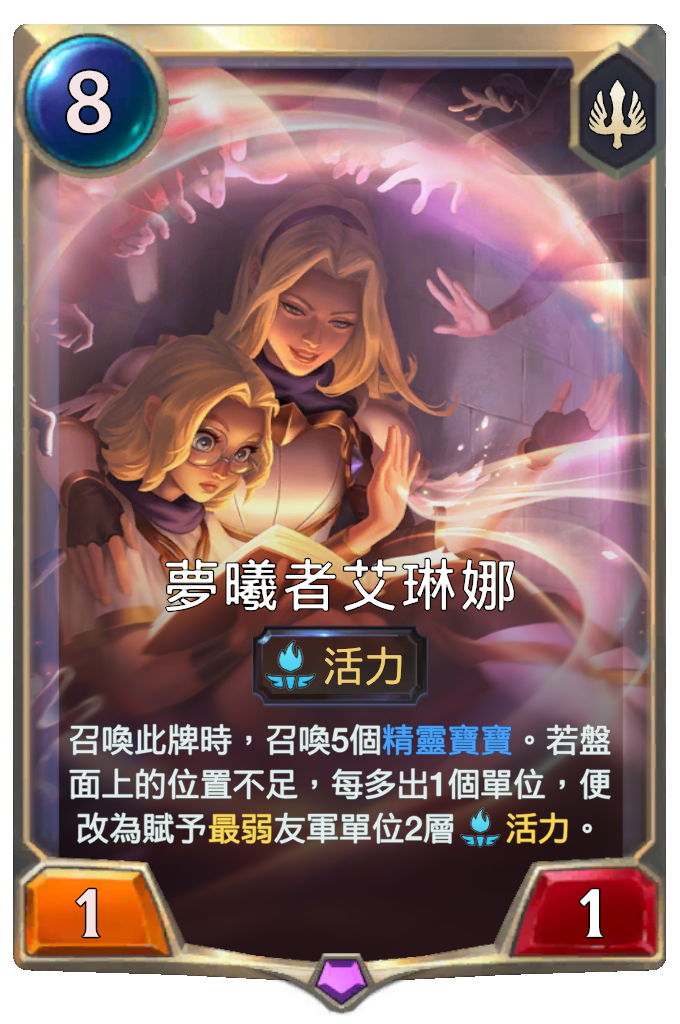 8
夢曦者艾琳娜
活力
召喚此牌時，召喚5個精靈寶寶。若盤
面上的位置不足，每多出1個單位，便
改為賦予最弱友軍單位2層活力。
1
1